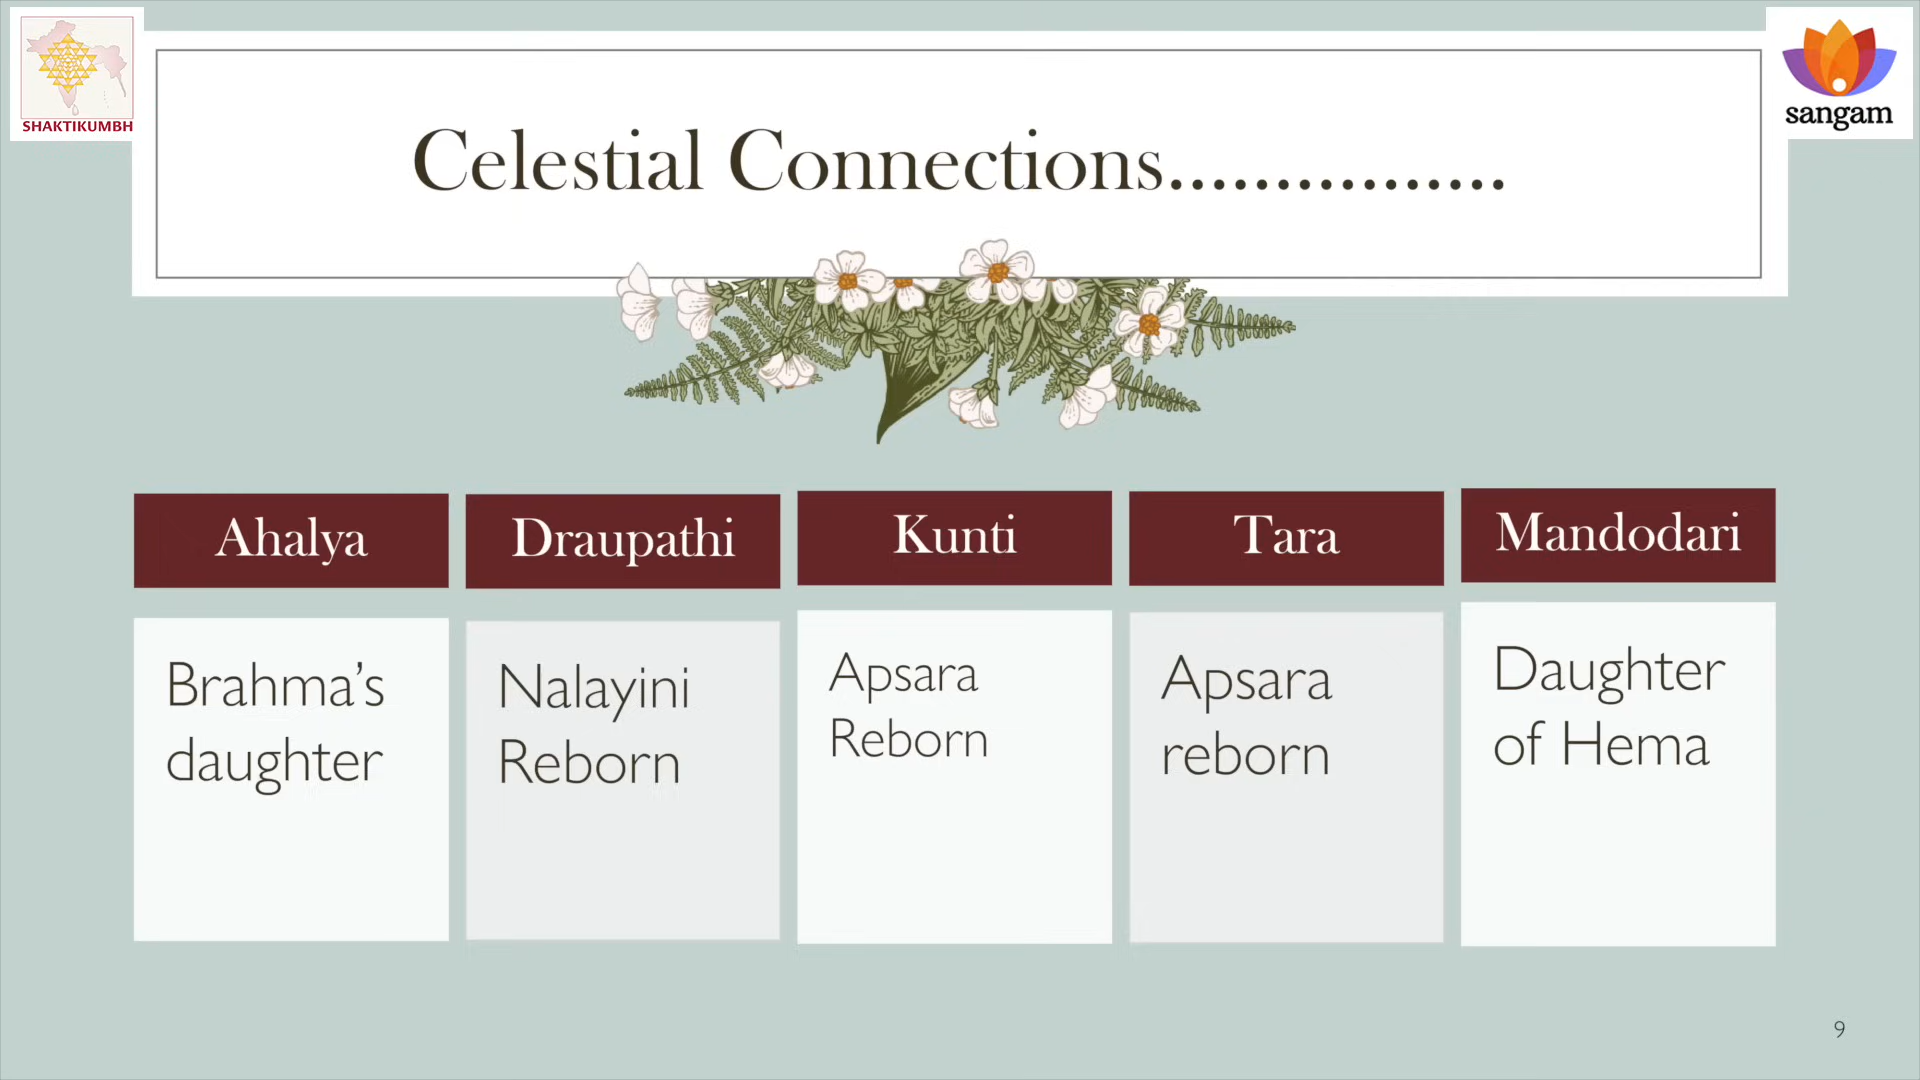 SHAKTIKUMBH
sangam
Celestial Connections...............
Ahalya
Brahma’s
daughter
Draupathi
Nalayini
Reborn
Kunti
Apsara
Reborn
Tara
Apsara
reborn
Mandodari
Daughter
of Hema
9